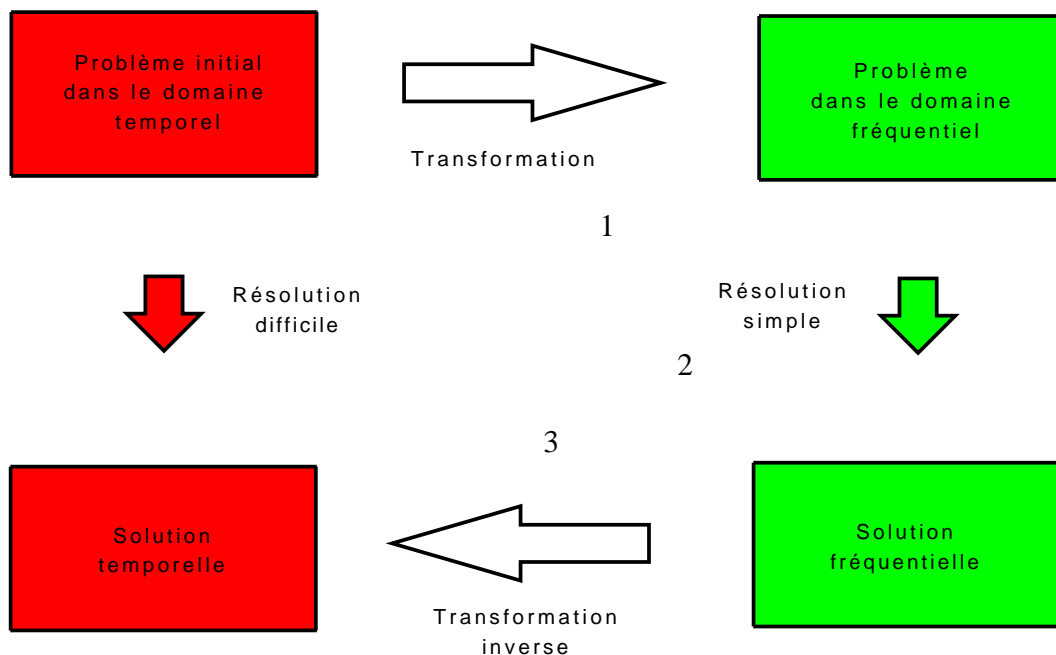 Problème initial
dans le domaine
temporel
Transformation
Problème
dans le domaine
fréquentiel
1
Résolution
difficile
Résolution
simple
2
3
Solution
temporelle
Transformation
inverse
Solution
fréquentielle